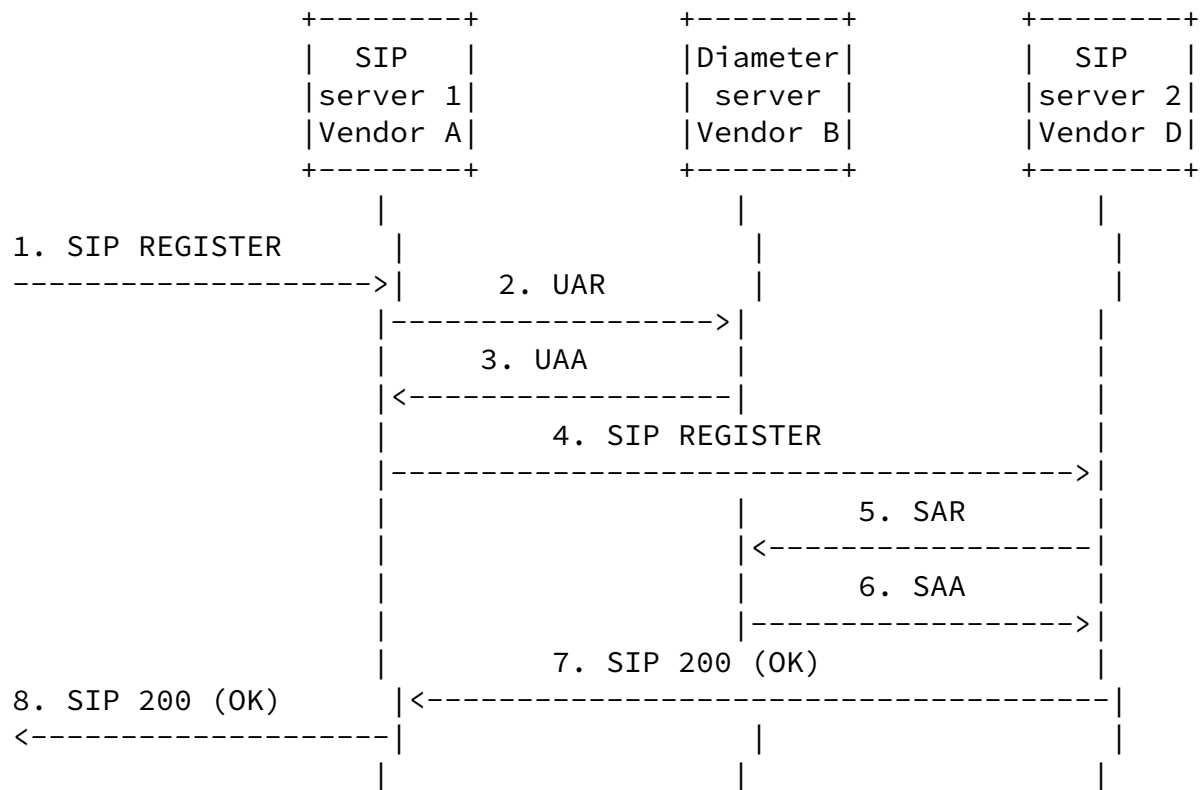 SIP Diameter SIP
server 1 server server 2
Vendor A Vendor B Vendor D
1. SIP REGISTER
2. UAR
3. UAA
4. SIP REGISTER
5. SAR
6. SAA
7. SIP 200 (OK)
8. SIP 200 (OK)